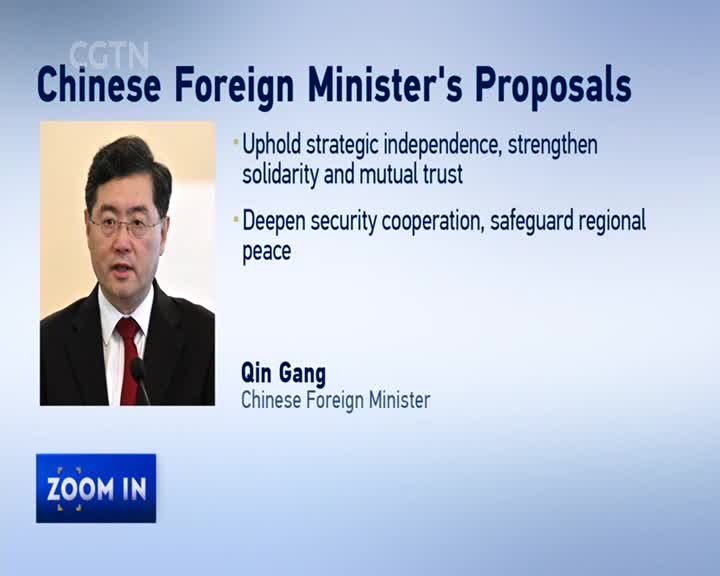 CGTN
Chinese Foreign Minister's Proposals
Uphold strategic independence, strengthen
solidarity and mutual trust
Deepen security cooperation, safeguard regional
peace
Qin Gang
Chinese Foreign Minister
ZOOM IN